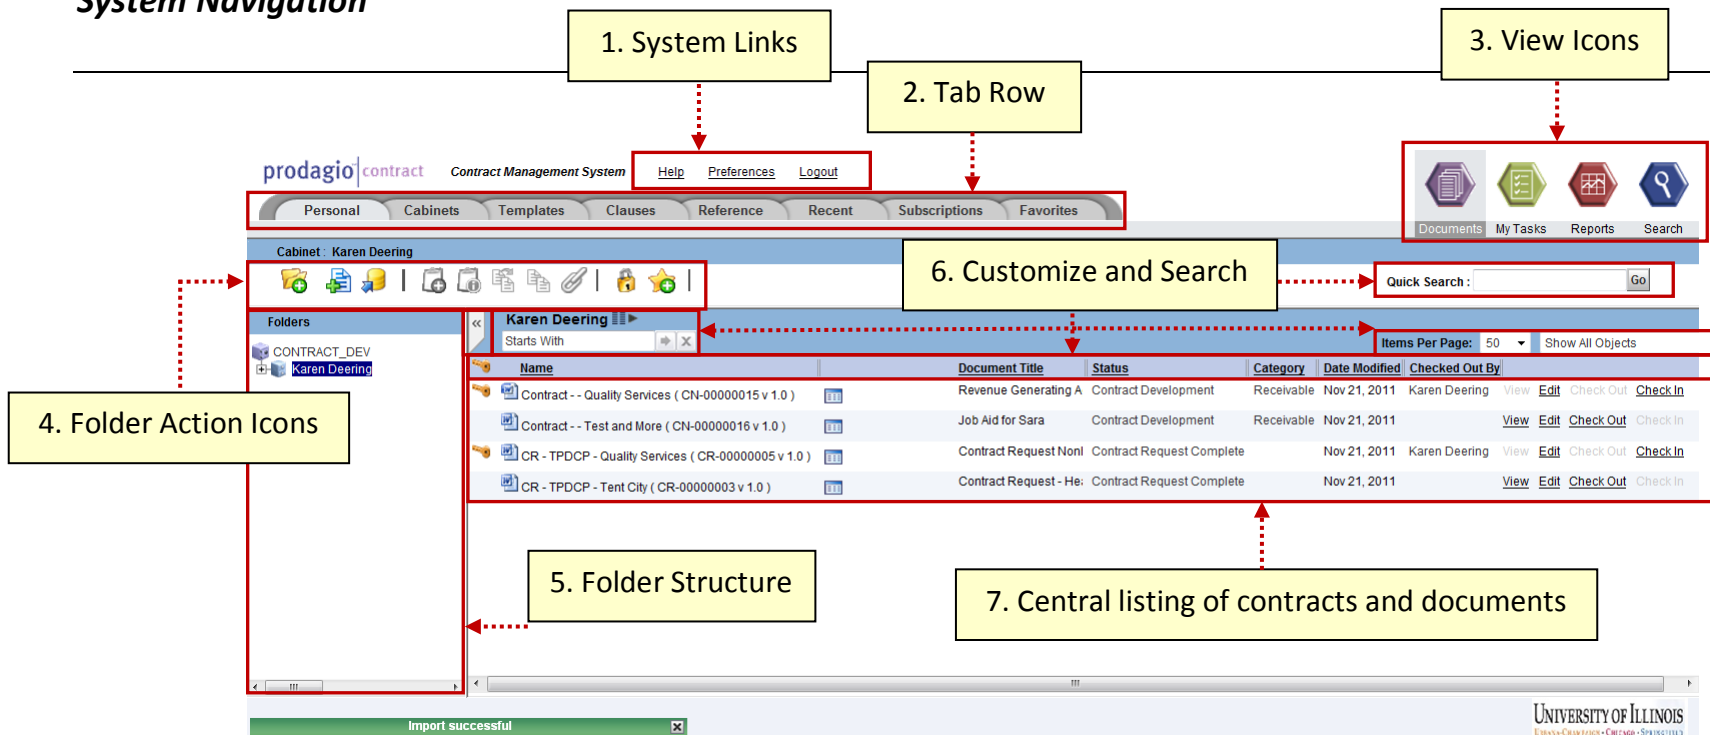 System Navigation
1. System Links
3. View Icons
2. Tab Row
prodagio contract Contract Management System Help Preferences Logout
Personal Cabinets Templates Clauses Reference Recent Subscriptions Favorites
Documents My Tasks Reports Search
Cabinet : Karen Deering
6. Customize and Search
Quick Search : Go
Folders
Karen Deering
Starts With
Items Per Page: 50 Show All Objects
CONTRACT_DEV
Karen Deering
Name Document Title Status Category Date Modified Checked Out By
Contract - - Quality Services ( CN-00000015 v 1.0 ) Revenue Generating A Contract Development Receivable Nov 21, 2011 Karen Deering View Edit Check Out Check In
Contract - - Test and More ( CN-00000016 v 1.0 ) Job Aid for Sara Contract Development Receivable Nov 21, 2011 View Edit Check Out Check In
CR - TPDCP - Quality Services ( CR-00000005 v 1.0 ) Contract Request Nonl Contract Request Complete Nov 21, 2011 Karen Deering View Edit Check Out Check In
CR - TPDCP - Tent City ( CR-00000003 v 1.0 ) Contract Request - He Contract Request Complete Nov 21, 2011 View Edit Check Out Check In
4. Folder Action Icons
5. Folder Structure
7. Central listing of contracts and documents
Import successful
UNIVERSITY OF ILLINOIS
URBANA-CHAMPAIGN • CHICAGO • SPRINGFIELD